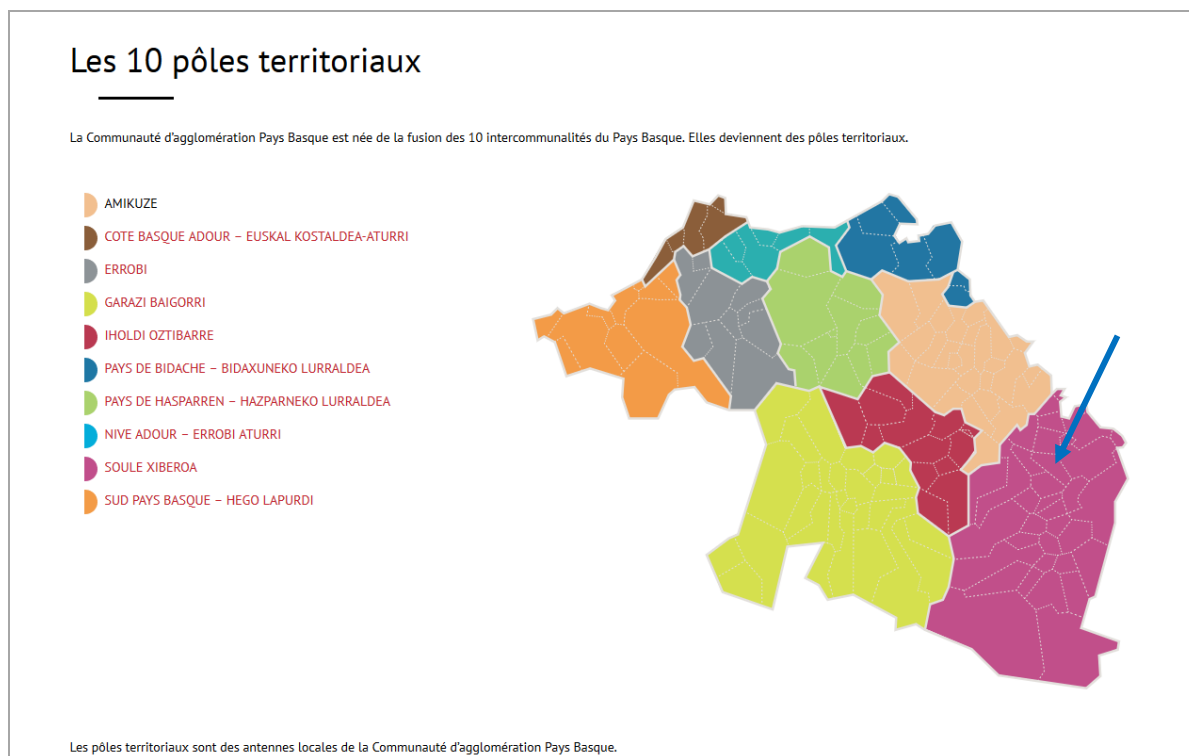 Les 10 pôles territoriaux
La Communauté d'agglomération Pays Basque est née de la fusion des 10 intercommunalités du Pays Basque. Elles deviennent des pôles territoriaux.
AMIKUZE
COTE BASQUE ADOUR – EUSKAL KOSTALDEA-ATURRI
ERROBI
GARAZI BAIGORRI
IHOLDI OZTIBARRE
PAYS DE BIDACHE – BIDAXUNEKO LURRALDEA
PAYS DE HASPARREN – HAZPARNEKO LURRALDEA
NIVE ADOUR – ERROBI ATURRI
SOULE XIBEROA
SUD PAYS BASQUE – HEGO LAPURDI
Les pôles territoriaux sont des antennes locales de la Communauté d'agglomération Pays Basque.